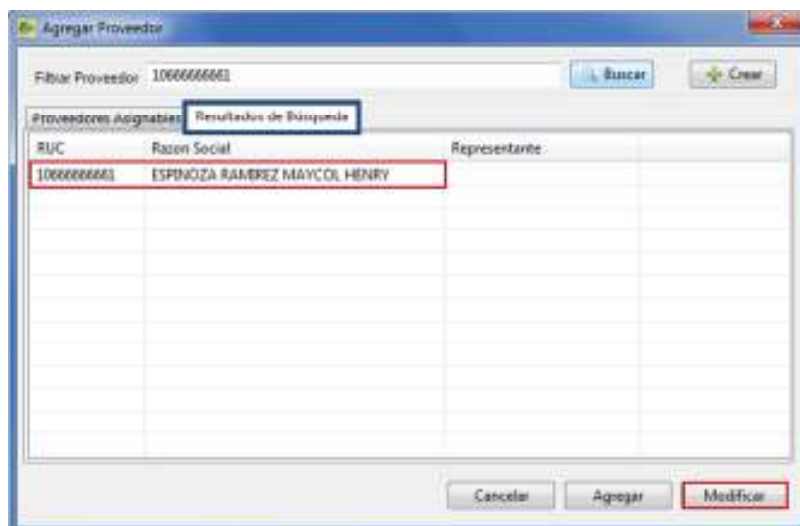 Agregar Proveedor
Filtrar Proveedor 10666666661 Buscar Crear
Proveedores Asignables Resultados de Búsqueda
RUC Razon Social Representante
10666666661 ESPINOZA RAMIREZ MAYCOL HENRY
Cancelar Agregar Modificar